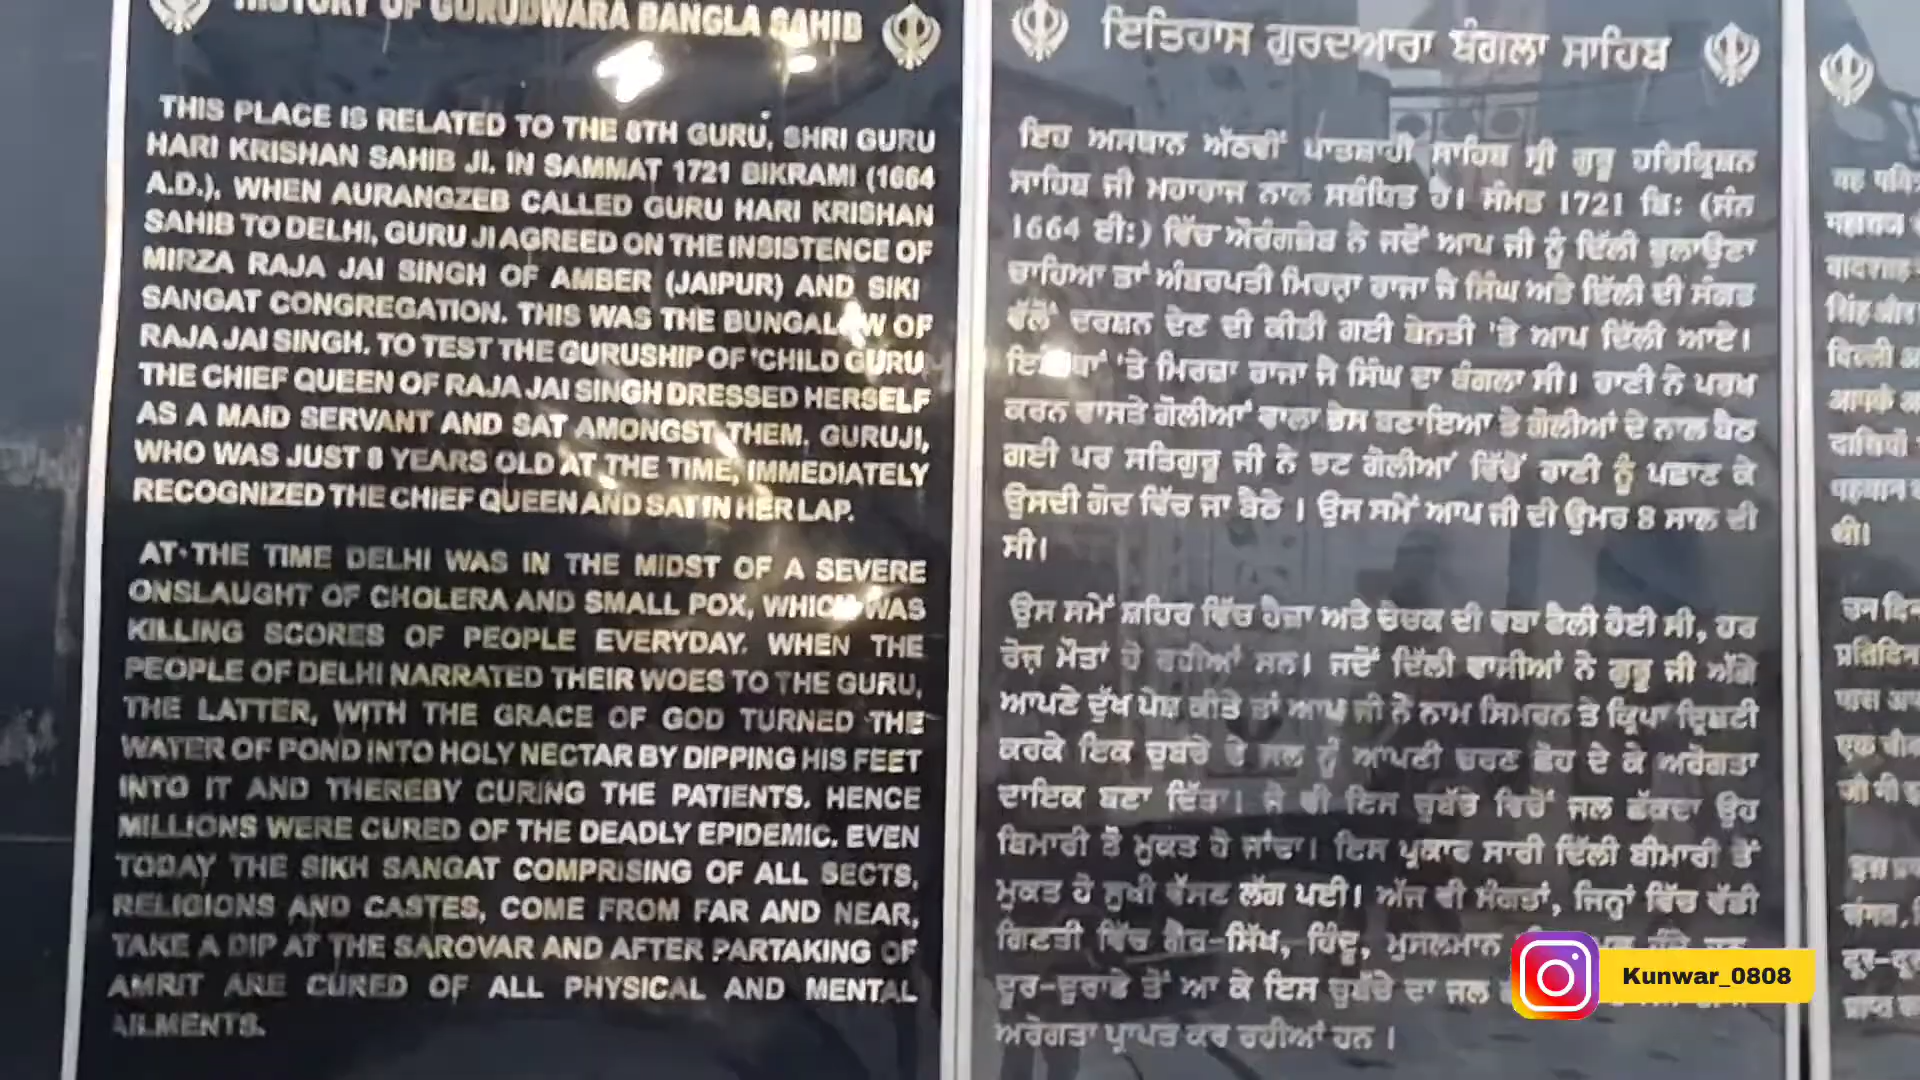 HISTORY OF GURUDWARA BANGLA SAHIB
THIS PLACE IS RELATED TO THE 8TH GURU, SHRI GURU
HARI KRISHAN SAHIB JI. IN SAMMAT 1721 BIKRAMI (1664
A.D.), WHEN AURANGZEB CALLED GURU HARI KRISHAN
SAHIB TO DELHI, GURU JI AGREED ON THE INSISTENCE OF
MIRZA RAJA JAI SINGH OF AMBER (JAIPUR) AND SIKI
SANGAT CONGREGATION. THIS WAS THE BUNGALOW OF
RAJA JAI SINGH. TO TEST THE GURUSHIP OF 'CHILD GURU
THE CHIEF QUEEN OF RAJA JAI SINGH DRESSED HERSELF
AS A MAID SERVANT AND SAT AMONGST THEM. GURUJI,
WHO WAS JUST 8 YEARS OLD AT THE TIME, IMMEDIATELY
RECOGNIZED THE CHIEF QUEEN AND SAT IN HER LAP.
AT THE TIME DELHI WAS IN THE MIDST OF A SEVERE
ONSLAUGHT OF CHOLERA AND SMALL POX, WHICH WAS
KILLING SCORES OF PEOPLE EVERYDAY. WHEN THE
PEOPLE OF DELHI NARRATED THEIR WOES TO THE GURU,
THE LATTER, WITH THE GRACE OF GOD TURNED THE
WATER OF POND INTO HOLY NECTAR BY DIPPING HIS FEET
INTO IT AND THEREBY CURING THE PATIENTS. HENCE
MILLIONS WERE CURED OF THE DEADLY EPIDEMIC. EVEN
TODAY THE SIKH SANGAT COMPRISING OF ALL SECTS,
RELIGIONS AND CASTES, COME FROM FAR AND NEAR,
TAKE A DIP AT THE SAROVAR AND AFTER PARTAKING OF
AMRIT ARE CURED OF ALL PHYSICAL AND MENTAL
AILMENTS.
ਇਤਿਹਾਸ ਗੁਰਦਆਰਾ ਬੰਗਲਾ ਸਾਹਿਬ
ਇਹ ਅਸਥਾਨ ਅੱਠਵੀਂ ਪਾਤਸ਼ਾਹੀ ਸਾਹਿਬ ਸ੍ਰੀ ਗੁਰੂ ਹਰਿਕ੍ਰਿਸ਼ਨ
ਸਾਹਿਬ ਜੀ ਮਹਾਰਾਜ ਨਾਲ ਸਬੰਧਿਤ ਹੈ। ਸੰਮਤ 1721 ਬਿ: (ਸੰਨ
1664 ਈ:) ਵਿੱਚ ਔਰੰਗਜ਼ੇਬ ਨੇ ਜਦੋਂ ਆਪ ਜੀ ਨੂੰ ਦਿੱਲੀ ਬੁਲਾਉਣਾ
ਚਾਹਿਆ ਤਾਂ ਅੰਬਰਪਤੀ ਮਿਰਜ਼ਾ ਰਾਜਾ ਜੈ ਸਿੰਘ ਅਤੇ ਦਿੱਲੀ ਦੀ ਸੰਗਤ
ਵੱਲੋਂ ਦਰਸ਼ਨ ਦੇਣ ਦੀ ਕੀਤੀ ਗਈ ਬੇਨਤੀ 'ਤੇ ਆਪ ਦਿੱਲੀ ਆਏ।
'ਤੇ ਮਿਰਜ਼ਾ ਰਾਜਾ ਜੈ ਸਿੰਘ ਦਾ ਬੰਗਲਾ ਸੀ। ਰਾਣੀ ਨੇ ਪਰਖ
ਕਰਨ ਵਾਸਤੇ ਗੋਲੀਆਂ ਵਾਲਾ ਭੇਸ ਬਣਾਇਆ ਤੇ ਗੋਲੀਆਂ ਦੇ ਨਾਲ ਬੈਠ
ਗਈ ਪਰ ਸਤਿਗੁਰੂ ਜੀ ਨੇ ਝਟ ਗੋਲੀਆਂ ਵਿੱਚੋਂ ਰਾਣੀ ਨੂੰ ਪਛਾਣ ਕੇ
ਉਸਦੀ ਗੋਦ ਵਿੱਚ ਜਾ ਬੈਠੇ । ਉਸ ਸਮੇਂ ਆਪ ਜੀ ਦੀ ਉਮਰ 8 ਸਾਲ ਦੀ
ਸੀ।
ਉਸ ਸਮੇਂ ਸ਼ਹਿਰ ਵਿੱਚ ਹੈਜ਼ਾ ਅਤੇ ਚੇਚਕ ਦੀ ਵਬਾ ਫੈਲੀ ਹੋਈ ਸੀ, ਹਰ
ਰੋਜ਼ ਮੌਤਾਂ ਹੋ ਰਹੀਆਂ ਸਨ। ਜਦੋਂ ਦਿੱਲੀ ਵਾਸੀਆਂ ਨੇ ਗੁਰੂ ਜੀ ਅੱਗੇ
ਆਪਣੇ ਦੁੱਖ ਪੇਸ਼ ਕੀਤੇ ਤਾਂ ਆਪ ਜੀ ਨੇ ਨਾਮ ਸਿਮਰਨ ਤੇ ਕ੍ਰਿਪਾ ਦ੍ਰਿਸ਼ਟੀ
ਕਰਕੇ ਇਕ ਚੁਬਚੇ ਦੇ ਜਲ ਨੂੰ ਆਪਣੀ ਚਰਣ ਛੋਹ ਦੇ ਕੇ ਅਰੋਗਤਾ
ਦਾਇਕ ਬਣਾ ਦਿੱਤਾ। ਜੋ ਵੀ ਇਸ ਚੁਬੱਚੇ ਵਿਚੋਂ ਜਲ ਛੱਕਦਾ ਉਹ
ਬਿਮਾਰੀ ਤੋਂ ਮੁਕਤ ਹੋ ਜਾਂਦਾ। ਇਸ ਪ੍ਰਕਾਰ ਸਾਰੀ ਦਿੱਲੀ ਬੀਮਾਰੀ ਤੋਂ
ਮੁਕਤ ਹੋ ਸੁਖੀ ਵੱਸਣ ਲੱਗ ਪਈ। ਅੱਜ ਵੀ ਸੰਗਤਾਂ, ਜਿਨ੍ਹਾਂ ਵਿੱਚ ਵੱਡੀ
ਗਿਣਤੀ ਵਿੱਚ ਗੈਰ-ਸਿੱਖ, ਹਿੰਦੂ, ਮੁਸਲਮਾਨ
ਦੂਰ-ਦੂਰਾਡੇ ਤੋਂ ਆ ਕੇ ਇਸ ਚੁਬੱਚੇ ਦਾ ਜਲ
ਅਰੋਗਤਾ ਪ੍ਰਾਪਤ ਕਰ ਰਹੀਆਂ ਹਨ ।
यह
महाराज
बादशाह
सिंह और
दिल्ली
आपके
दासियों
पहचान
थी।
उन दिन
प्रतिदिन
पास
एक
जो भी
इस
संगत,
दूर-दूर
प्राप्त
Kunwar_0808